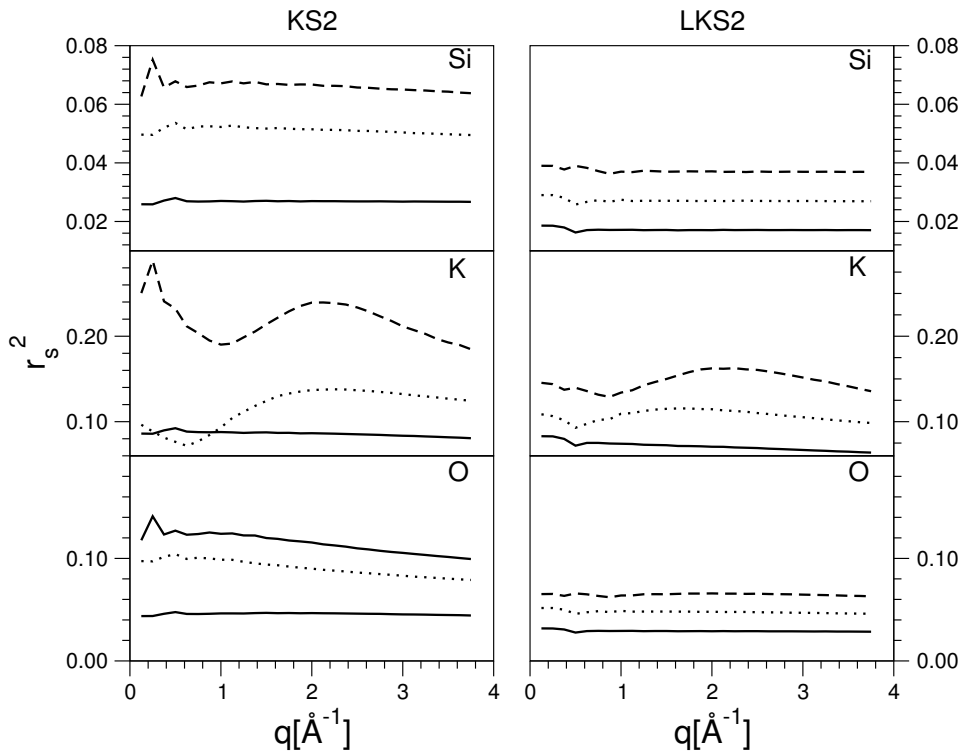 KS2 LKS2
0.08 Si Si 0.08
0.06 0.06
0.04 0.04
0.02 0.02
K K
0.20 0.20
r_s^2
0.10 0.10
O O
0.10 0.10
0.00 0.00
0 1 2 3 4 0 1 2 3 4
q[Å^-1] q[Å^-1]